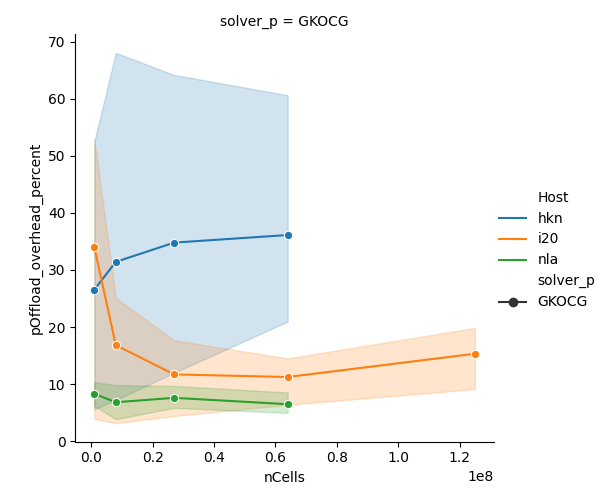 solver_p = GKOCG
pOffload_overhead_percent
70
60
50
40
30
20
10
0
0.0 0.2 0.4 0.6 0.8 1.0 1.2
1e8
nCells
Host
hkn
i20
nla
solver_p
GKOCG